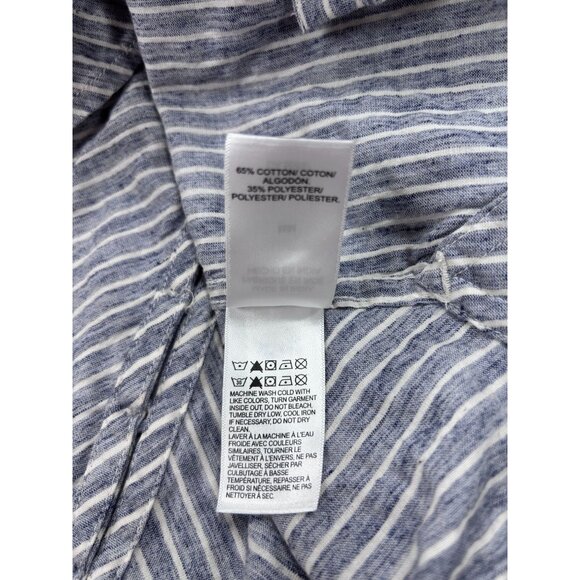 65% COTTON/ COTON/
ALGODÓN.
35% POLYESTER/
POLYESTER/ POLIÉSTER.
MACHINE WASH COLD WITH
LIKE COLORS, TURN GARMENT
INSIDE OUT, DO NOT BLEACH,
TUMBLE DRY LOW, COOL IRON
IF NECESSARY, DO NOT DRY
CLEAN.
LAVER À LA MACHINE À L'EAU
FROIDE AVEC COULEURS
SIMILAIRES, TOURNER LE
VÊTEMENT À L'ENVERS. NE PAS
JAVELLISER, SÉCHER PAR
CULBUTAGE À BASSE
TEMPÉRATURE, REPASSER À
FROID SI NÉCESSAIRE, NE PAS
NETTOYER À SEC.